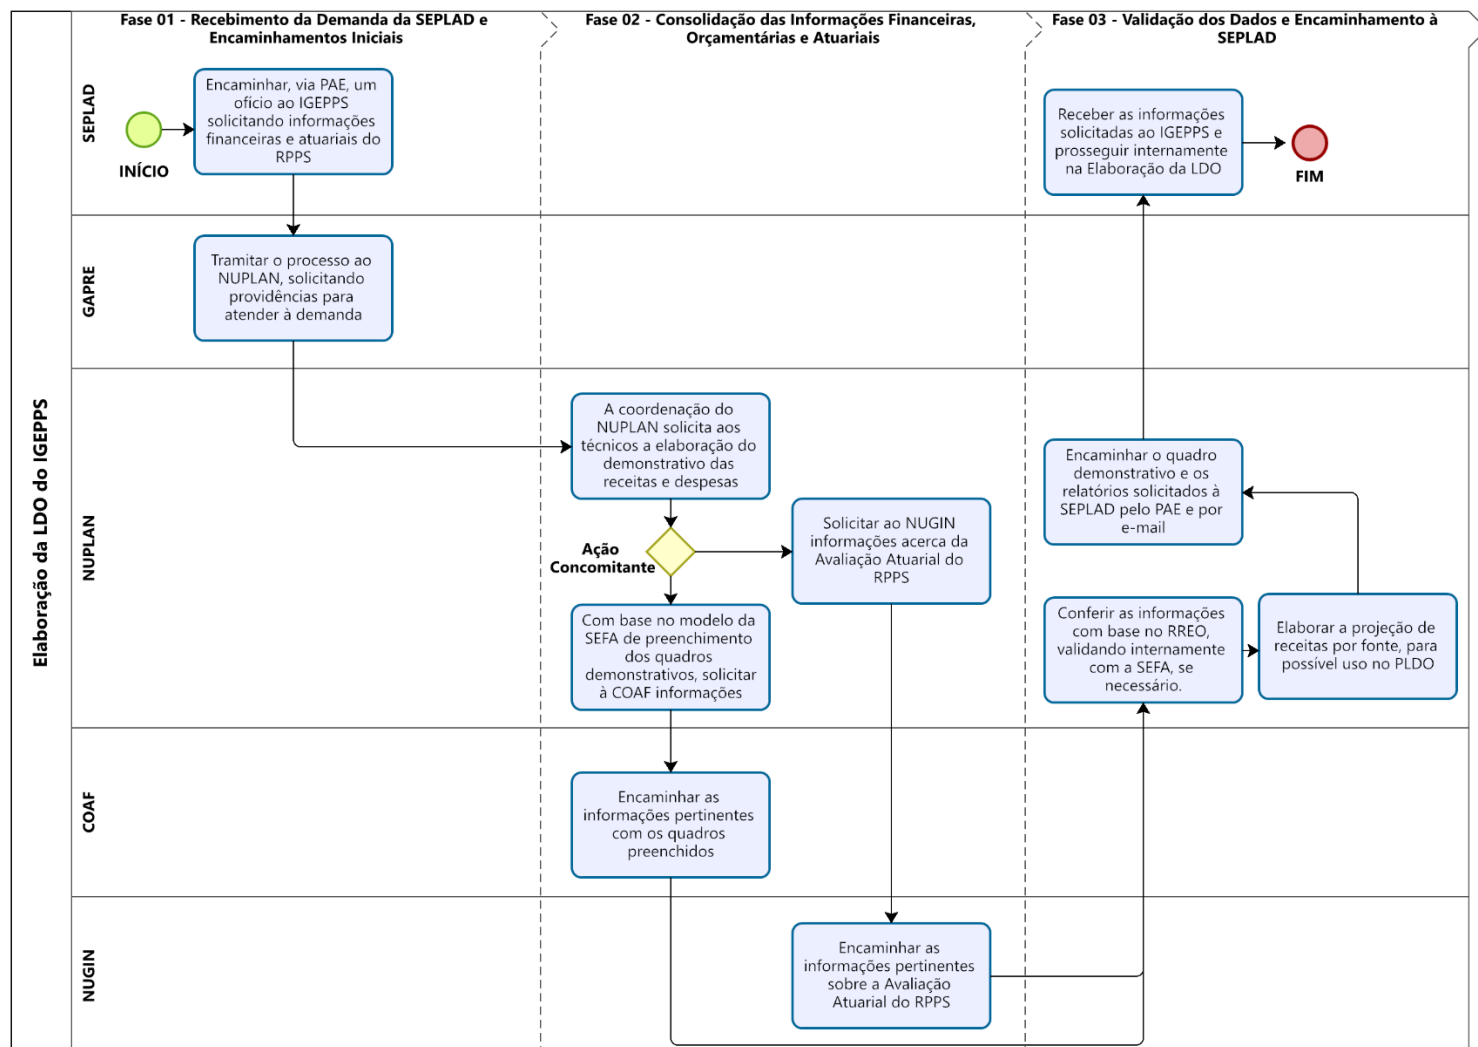 Elaboração da LDO do IGEPPS
Fase 01 - Recebimento da Demanda da SEPLAD e
Encaminhamentos Iniciais
Fase 02 - Consolidação das Informações Financeiras,
Orçamentárias e Atuariais
Fase 03 - Validação dos Dados e Encaminhamento à
SEPLAD
SEPLAD
INÍCIO
Encaminhar, via PAE, um
ofício ao IGEPPS
solicitando informações
financeiras e atuariais do
RPPS
Receber as informações
solicitadas ao IGEPPS e
prosseguir internamente
na Elaboração da LDO
FIM
GAPRE
Tramitar o processo ao
NUPLAN, solicitando
providências para
atender à demanda
NUPLAN
A coordenação do
NUPLAN solicita aos
técnicos a elaboração do
demonstrativo das
receitas e despesas
Ação
Concomitante
Solicitar ao NUGIN
informações acerca da
Avaliação Atuarial do
RPPS
Com base no modelo da
SEFA de preenchimento
dos quadros
demonstrativos, solicitar
à COAF informações
Encaminhar o quadro
demonstrativo e os
relatórios solicitados à
SEPLAD pelo PAE e por
e-mail
Conferir as informações
com base no RREO,
validando internamente
com a SEFA, se
necessário.
Elaborar a projeção de
receitas por fonte, para
possível uso no PLDO
COAF
Encaminhar as
informações pertinentes
com os quadros
preenchidos
NUGIN
Encaminhar as
informações pertinentes
sobre a Avaliação
Atuarial do RPPS